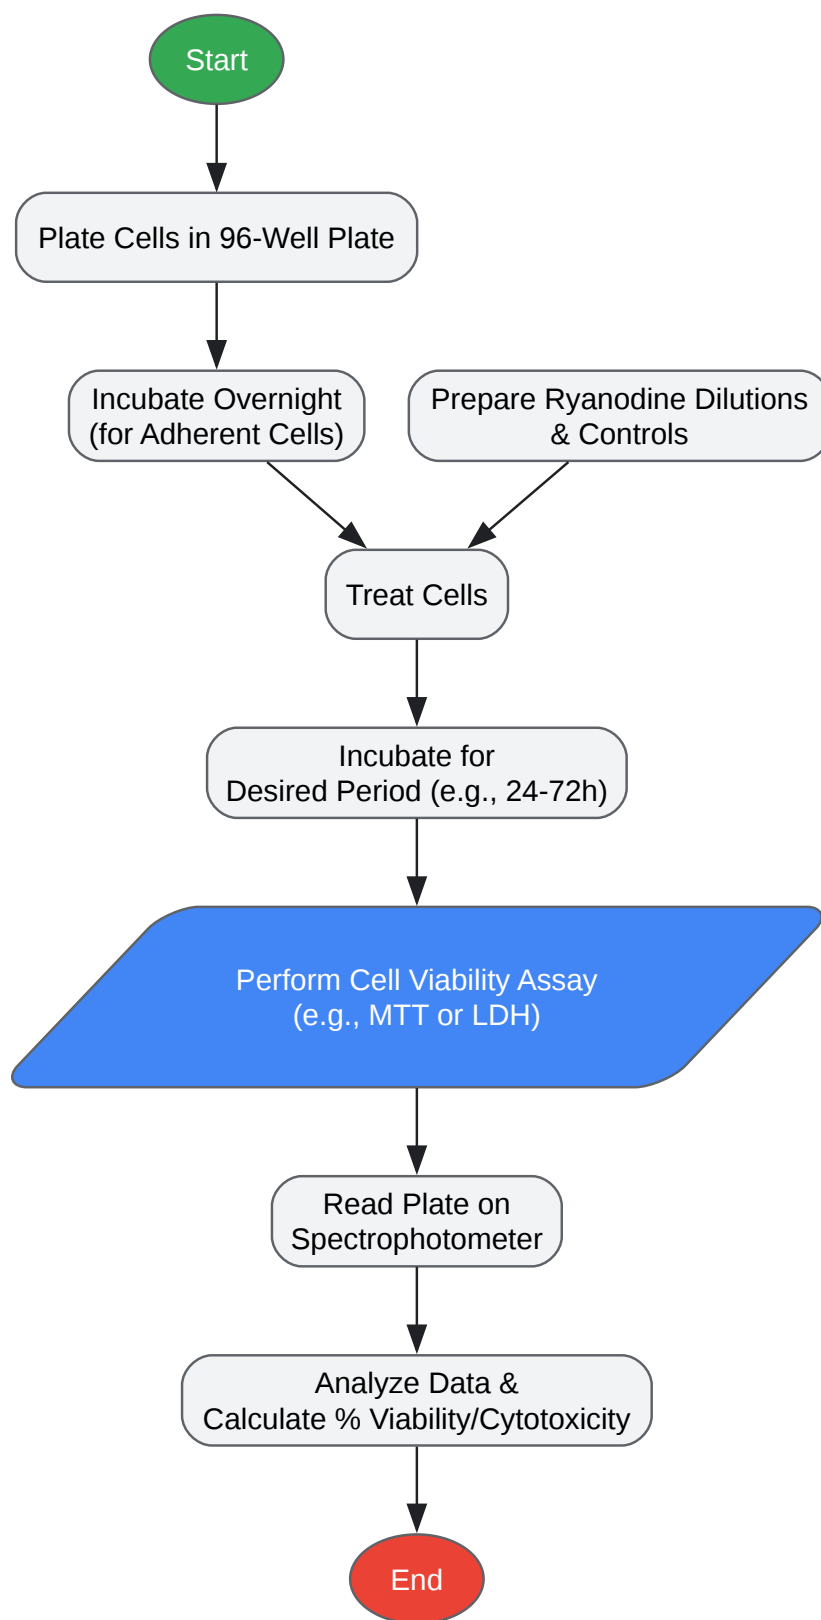 Start
Plate Cells in 96-Well Plate
Incubate Overnight
(for Adherent Cells)
Prepare Ryanodine Dilutions
& Controls
Treat Cells
Incubate for
Desired Period (e.g., 24-72h)
Perform Cell Viability Assay
(e.g., MTT or LDH)
Read Plate on
Spectrophotometer
Analyze Data &
Calculate % Viability/Cytotoxicity
End